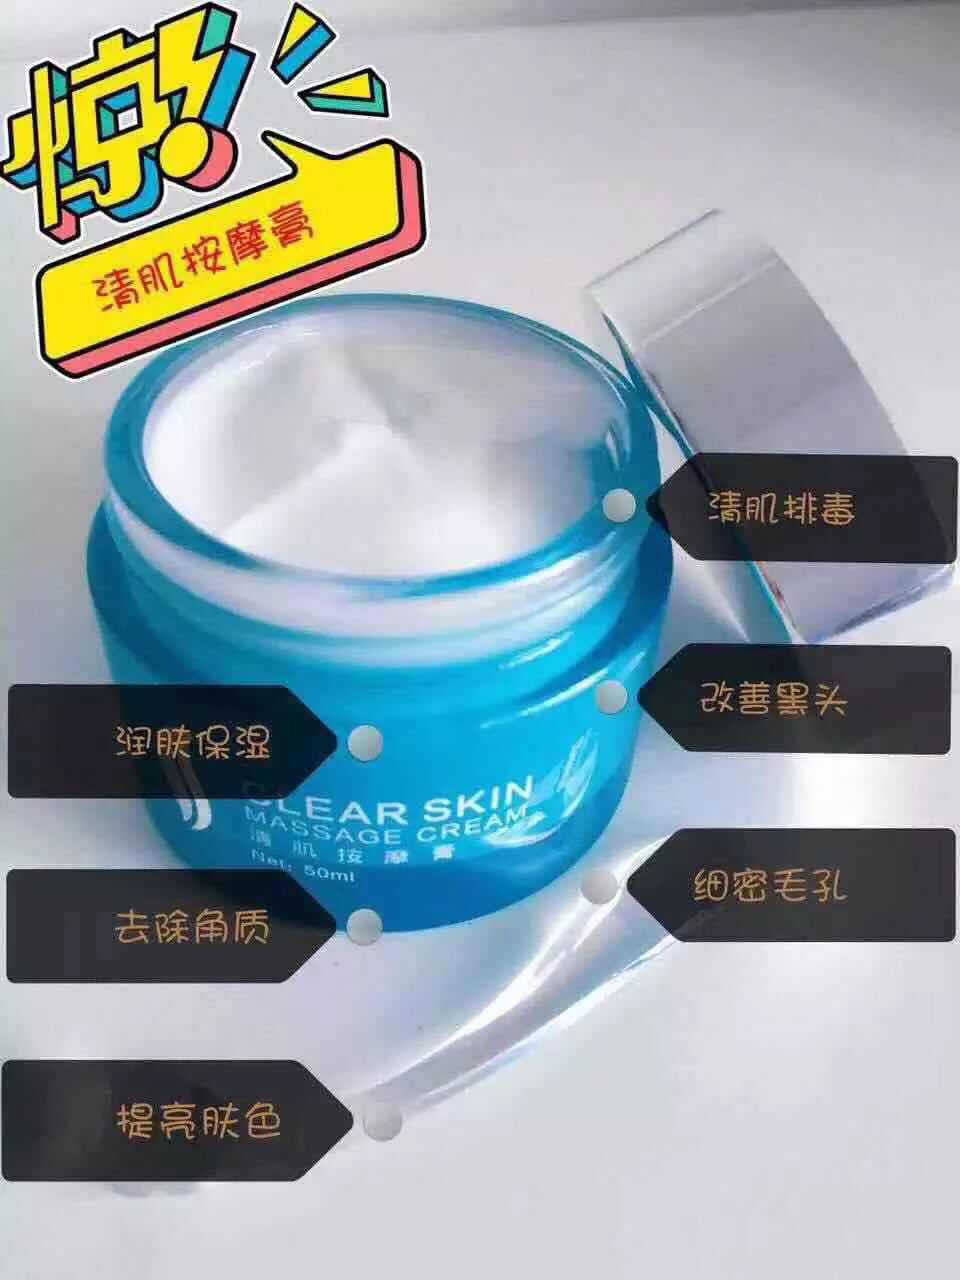 惊!
清肌按摩膏
清肌排毒
改善黑头
润肤保湿
CLEAR SKIN
MASSAGE CREAM
清肌按摩膏
Net: 50ml
细密毛孔
去除角质
提亮肤色